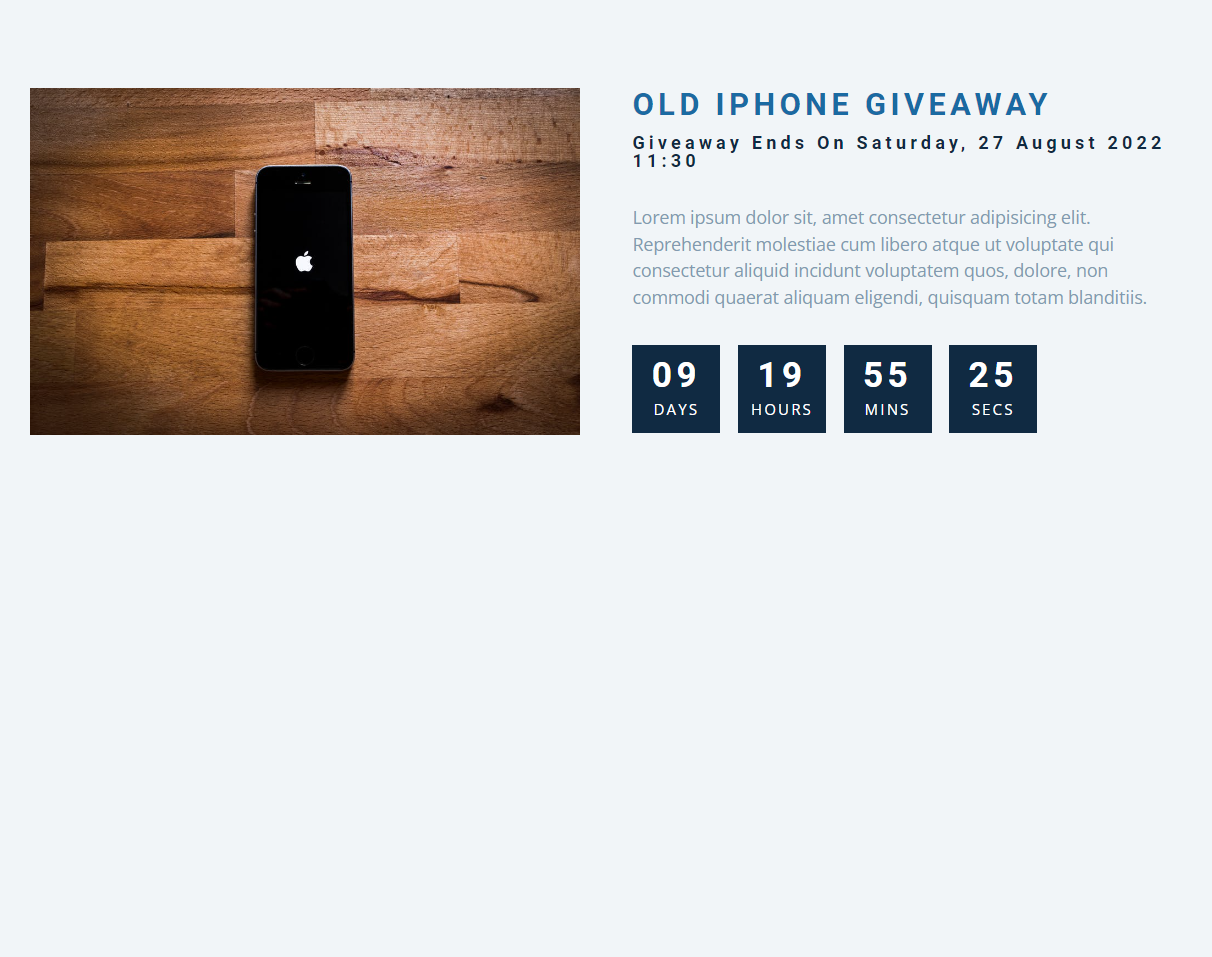 OLD IPHONE GIVEAWAY
Giveaway Ends On Saturday, 27 August 2022
11:30
Lorem ipsum dolor sit, amet consectetur adipisicing elit.
Reprehenderit molestiae cum libero atque ut voluptate qui
consectetur aliquid incidunt voluptatem quos, dolore, non
commodi quaerat aliquam eligendi, quisquam totam blanditiis.
09 19 55 25
DAYS HOURS MINS SECS